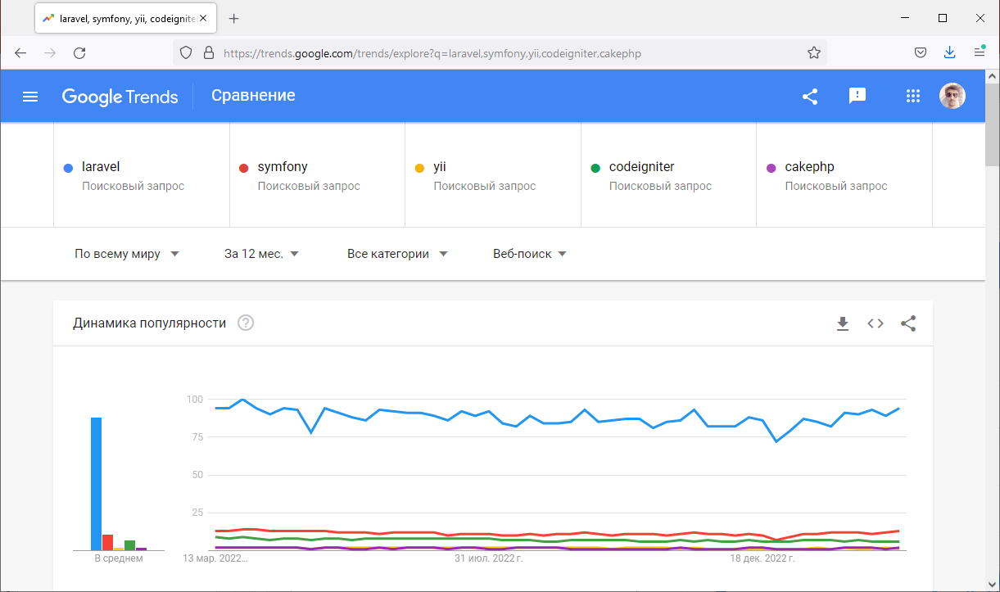 laravel, symfony, yii, codeignite
https://trends.google.com/trends/explore?q=laravel,symfony,yii,codeigniter,cakephp
Google Trends
Сравнение
laravel
Поисковый запрос
symfony
Поисковый запрос
yii
Поисковый запрос
codeigniter
Поисковый запрос
cakephp
Поисковый запрос
По всему миру
За 12 мес.
Все категории
Веб-поиск
Динамика популярности
100
75
50
25
В среднем
13 мар. 2022…
31 июл. 2022 г.
18 дек. 2022 г.